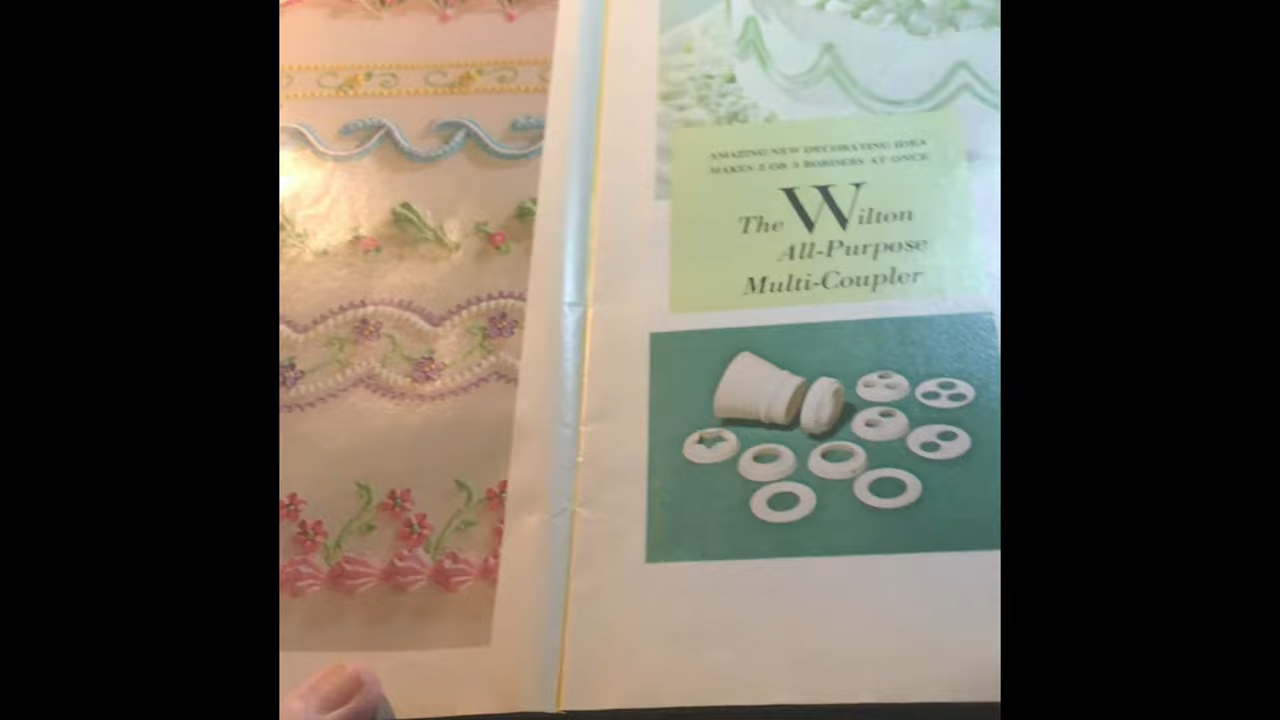 AMAZING NEW DECORATING IDEA
MAKES 2 OR 3 BORDERS AT ONCE
The Wilton
All-Purpose
Multi-Coupler